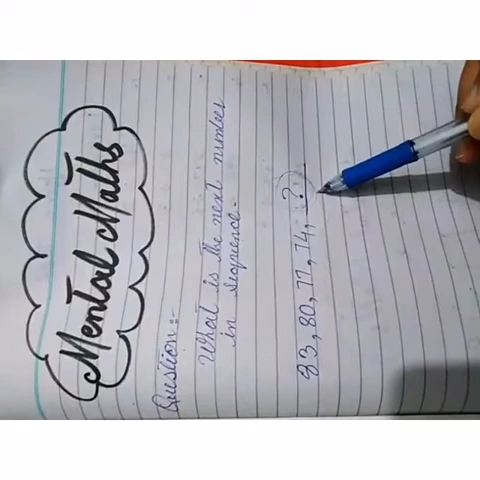 Mental Maths
Question:-
What is the next number
in sequence-
83, 80, 77, 74, ?